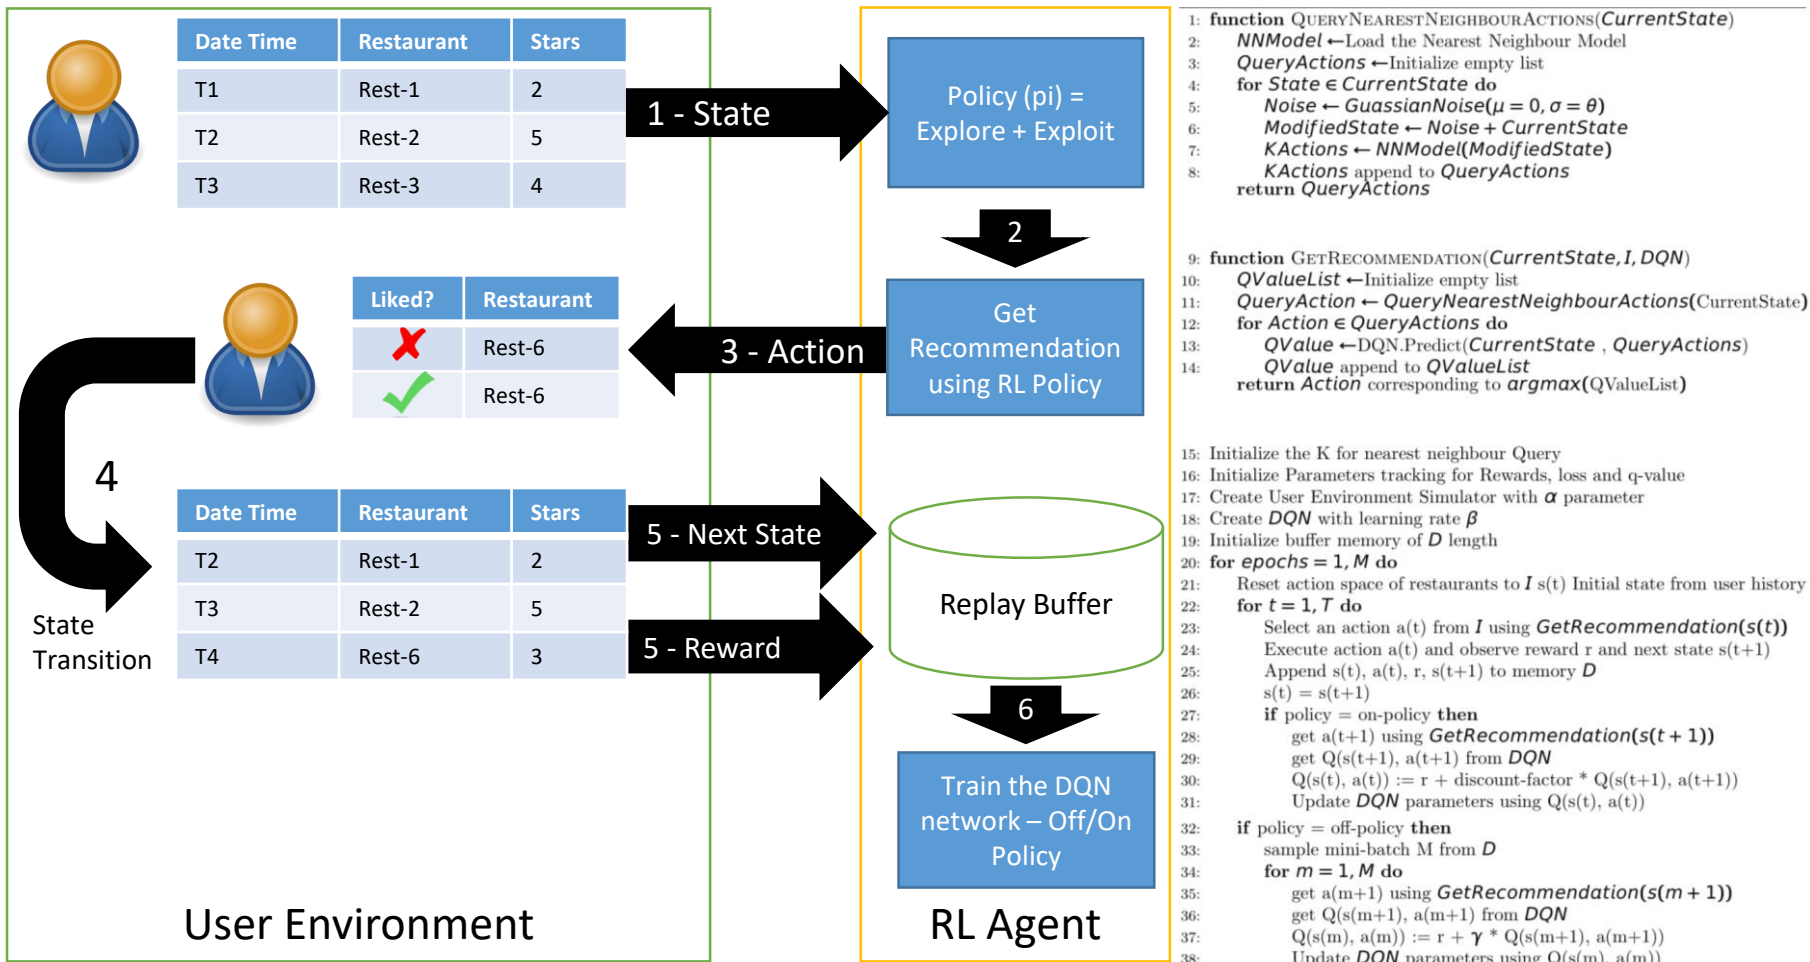 Date Time Restaurant Stars
T1 Rest-1 2
T2 Rest-2 5
T3 Rest-3 4
1 - State
Policy (pi) =
Explore + Exploit
2
Get
Recommendation
using RL Policy
3 - Action
Liked? Restaurant
Rest-6
Rest-6
4
State
Transition
Date Time Restaurant Stars
T2 Rest-1 2
T3 Rest-2 5
T4 Rest-6 3
5 - Next State
5 - Reward
Replay Buffer
6
Train the DQN
network – Off/On
Policy
User Environment
RL Agent
1: function QUERYNEARESTNEIGHBOURACTIONS(CurrentState)
2: NNModel ←Load the Nearest Neighbour Model
3: QueryActions ←Initialize empty list
4: for State ∈ CurrentState do
5: Noise ← GuassianNoise(μ = 0, σ = θ)
6: ModifiedState ← Noise + CurrentState
7: KActions ← NNModel(ModifiedState)
8: KActions append to QueryActions
return QueryActions
9: function GETRECOMMENDATION(CurrentState, I, DQN)
10: QValueList ←Initialize empty list
11: QueryAction ← QueryNearestNeighbourActions(CurrentState)
12: for Action ∈ QueryActions do
13: QValue ←DQN.Predict(CurrentState , QueryActions)
14: QValue append to QValueList
return Action corresponding to argmax(QValueList)
15: Initialize the K for nearest neighbour Query
16: Initialize Parameters tracking for Rewards, loss and q-value
17: Create User Environment Simulator with α parameter
18: Create DQN with learning rate β
19: Initialize buffer memory of D length
20: for epochs = 1, M do
21: Reset action space of restaurants to I s(t) Initial state from user history
22: for t = 1, T do
23: Select an action a(t) from I using GetRecommendation(s(t))
24: Execute action a(t) and observe reward r and next state s(t+1)
25: Append s(t), a(t), r, s(t+1) to memory D
26: s(t) = s(t+1)
27: if policy = on-policy then
28: get a(t+1) using GetRecommendation(s(t + 1))
29: get Q(s(t+1), a(t+1) from DQN
30: Q(s(t), a(t)) := r + discount-factor * Q(s(t+1), a(t+1))
31: Update DQN parameters using Q(s(t), a(t))
32: if policy = off-policy then
33: sample mini-batch M from D
34: for m = 1, M do
35: get a(m+1) using GetRecommendation(s(m + 1))
36: get Q(s(m+1), a(m+1) from DQN
37: Q(s(m), a(m)) := r + γ * Q(s(m+1), a(m+1))
38: Update DQN parameters using Q(s(m), a(m))